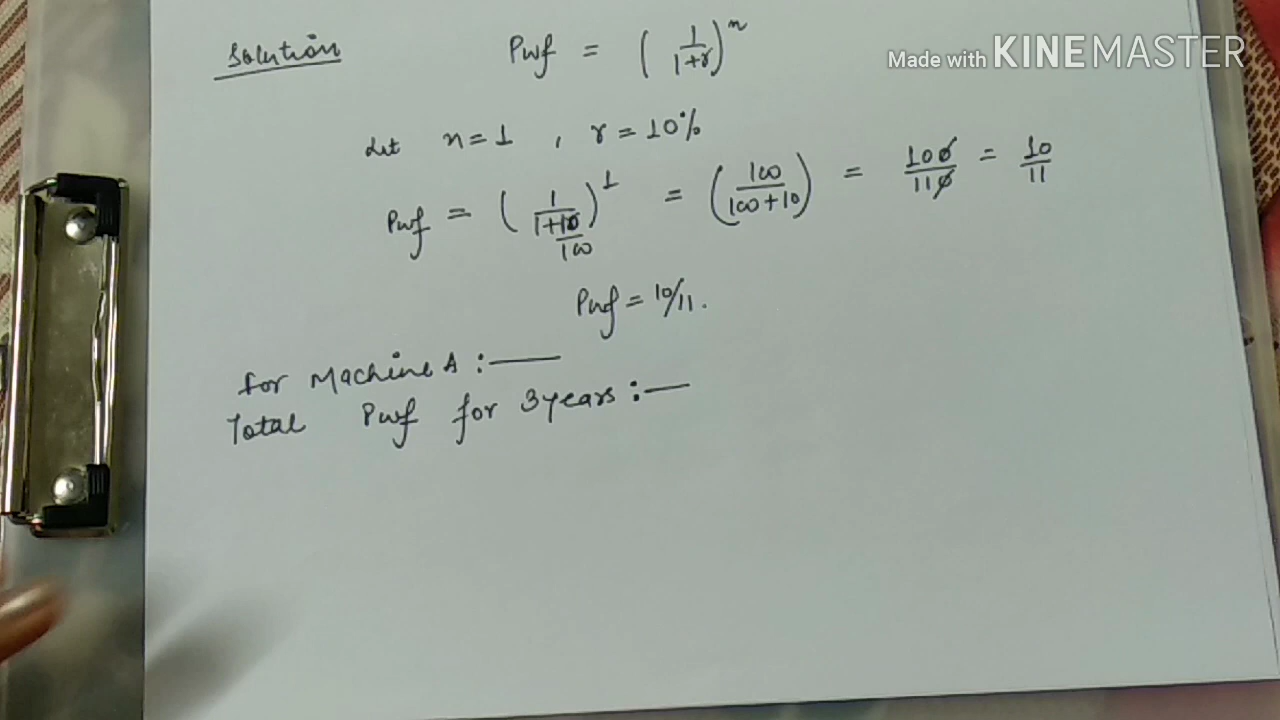 Solution Pwf = (1/1+r)^n
Made with KINEMASTER
Let n=1 , r=10%
Pwf = (1/1+10/100)^1 = (100/100+10) = 100/110 = 10/11
Pwf = 10/11.
For Machine A :—
Total Pwf for 3years :—